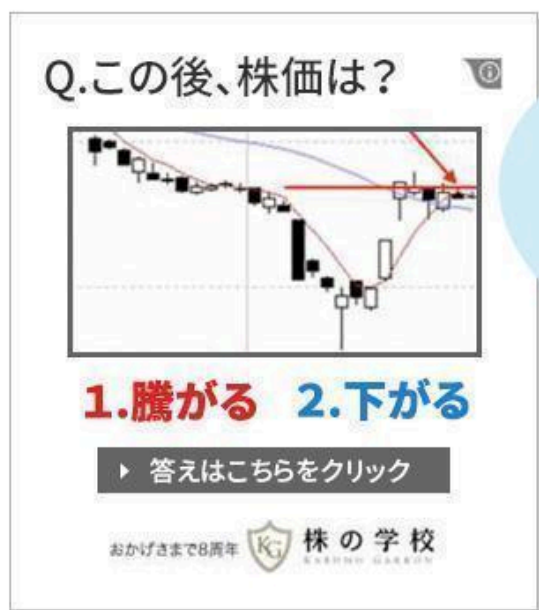 Q.この後、株価は？
1.騰がる 2.下がる
答えはこちらをクリック
おかげさまで8周年 KG 株の学校
KABUNO GAKKOU